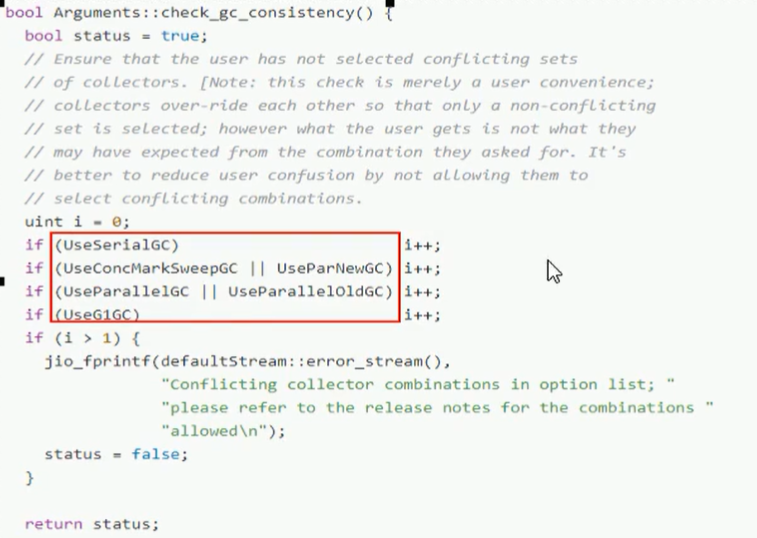 bool Arguments::check_gc_consistency() {
bool status = true;
// Ensure that the user has not selected conflicting sets
// of collectors. [Note: this check is merely a user convenience;
// collectors over-ride each other so that only a non-conflicting
// set is selected; however what the user gets is not what they
// may have expected from the combination they asked for. It's
// better to reduce user confusion by not allowing them to
// select conflicting combinations.
uint i = 0;
if (UseSerialGC) i++;
if (UseConcMarkSweepGC || UseParNewGC) i++;
if (UseParallelGC || UseParallelOldGC) i++;
if (UseG1GC) i++;
if (i > 1) {
jio_fprintf(defaultStream::error_stream(),
"Conflicting collector combinations in option list; "
"please refer to the release notes for the combinations "
"allowed\n");
status = false;
}
return status;